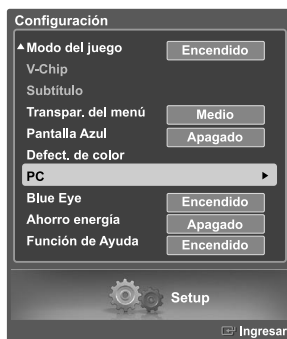 Configuración
Modo del juego Encendido
V-Chip
Subtítulo
Transpar. del menú Medio
Pantalla Azul Apagado
Defect. de color
PC
Blue Eye Encendido
Ahorro energía Apagado
Función de Ayuda Encendido
Setup
Ingresar